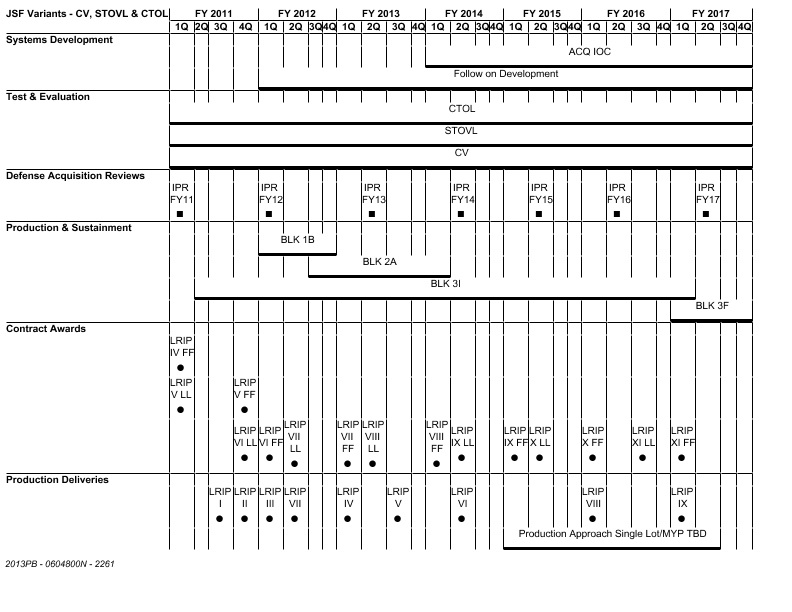 JSF Variants - CV, STOVL & CTOL FY 2011 FY 2012 FY 2013 FY 2014 FY 2015 FY 2016 FY 2017
1Q 2Q 3Q 4Q 1Q 2Q 3Q 4Q 1Q 2Q 3Q 4Q 1Q 2Q 3Q 4Q 1Q 2Q 3Q 4Q 1Q 2Q 3Q 4Q 1Q 2Q 3Q 4Q
Systems Development
ACQ IOC
Follow on Development
Test & Evaluation
CTOL
STOVL
CV
Defense Acquisition Reviews
IPR IPR IPR IPR IPR IPR IPR
FY11 FY12 FY13 FY14 FY15 FY16 FY17
Production & Sustainment
BLK 1B
BLK 2A
BLK 3I
BLK 3F
Contract Awards
LRIP
IV FF
LRIP LRIP
V LL V FF
LRIP LRIP LRIP LRIP LRIP LRIP LRIP LRIP LRIP LRIP LRIP LRIP
VI LL VI FF VII VII VIII VIII IX LL IX FF X LL X FF XI LL XI FF
LL FF LL FF
Production Deliveries
LRIP LRIP LRIP LRIP LRIP LRIP LRIP LRIP LRIP
I II III VII IV V VI VIII IX
Production Approach Single Lot/MYP TBD
2013PB - 0604800N - 2261